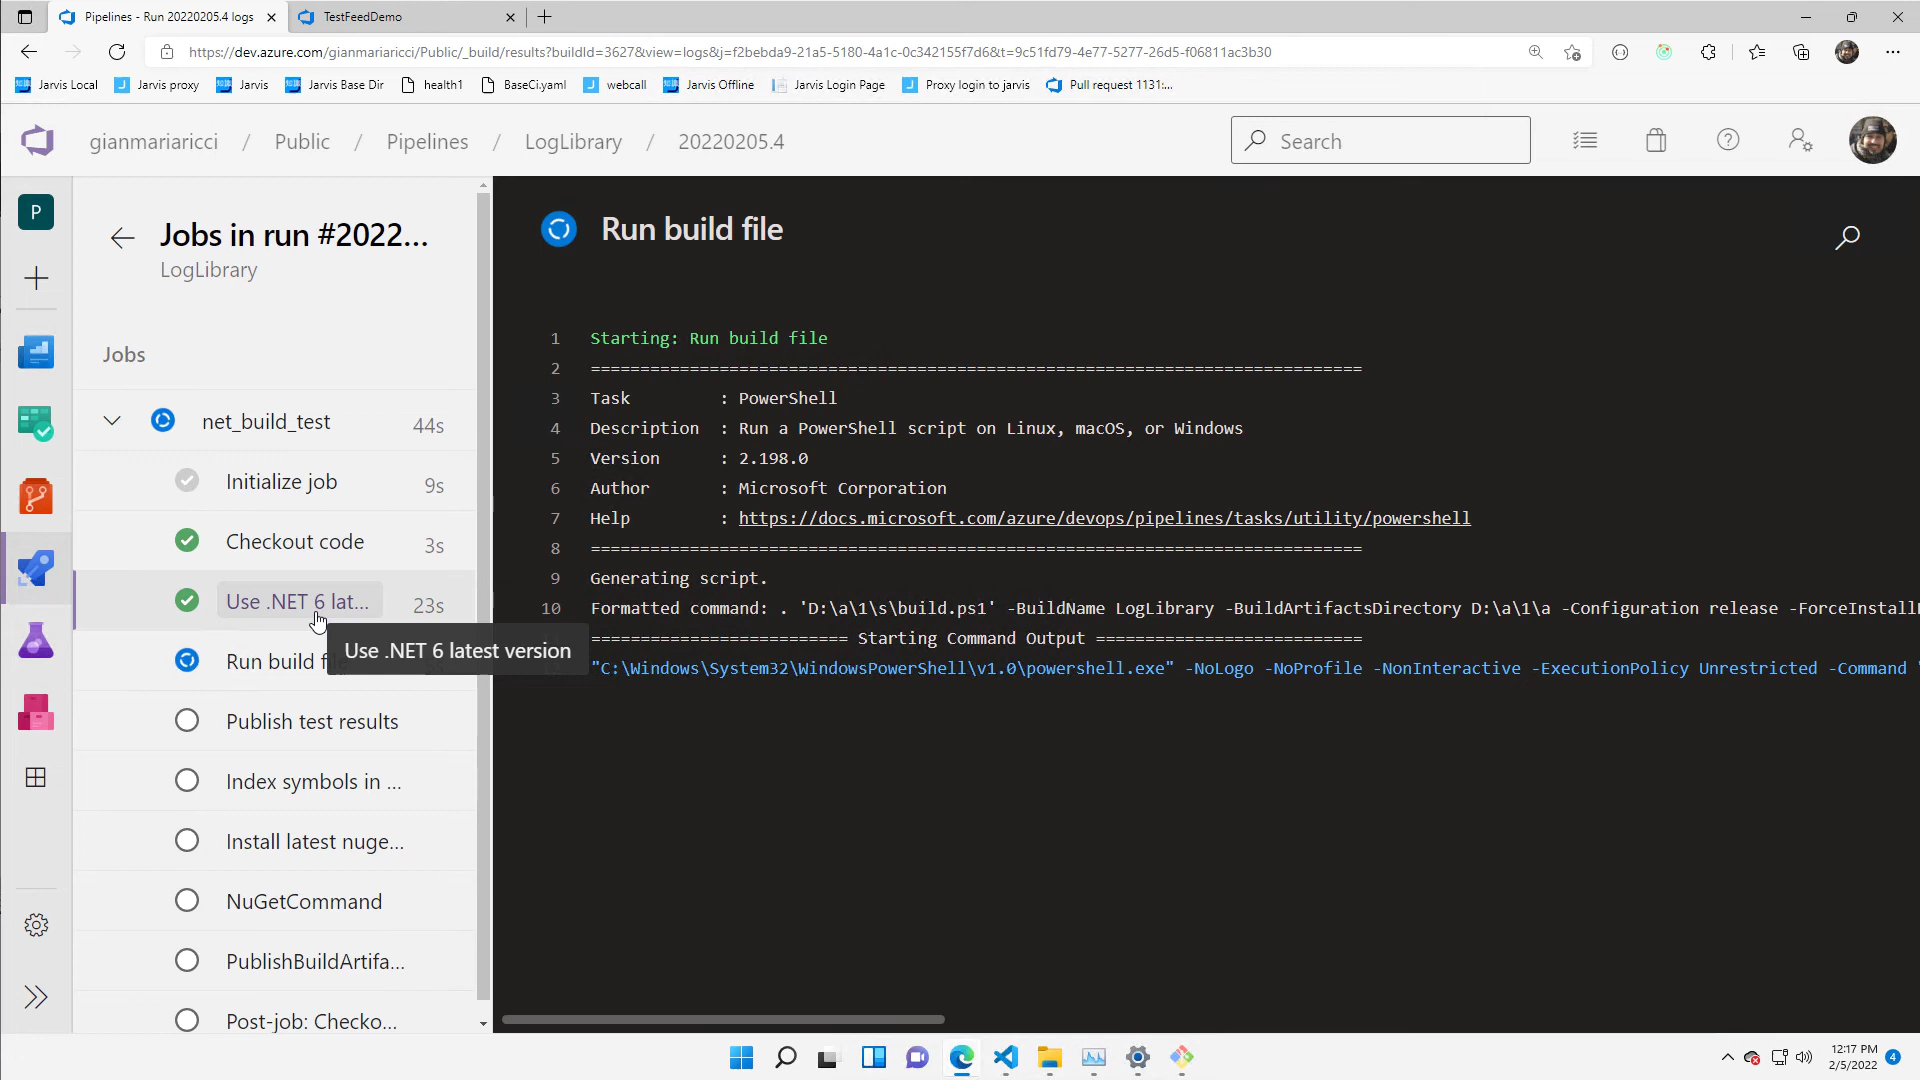 Pipelines - Run 20220205.4 logs
TestFeedDemo
https://dev.azure.com/gianmariaricci/Public/_build/results?buildId=3627&view=logs&j=f2bebda9-21a5-5180-4a1c-0c342155f7d6&t=9c51fd79-4e77-5277-26d5-f06811ac3b30
Jarvis Local
Jarvis proxy
Jarvis
Jarvis Base Dir
health1
BaseCi.yaml
webcall
Jarvis Offline
Jarvis Login Page
Proxy login to jarvis
Pull request 1131:...
gianmariaricci / Public / Pipelines / LogLibrary / 20220205.4
Search
P
Jobs in run #2022...
LogLibrary
Jobs
net_build_test 44s
Initialize job 9s
Checkout code 3s
Use .NET 6 lat... 23s
Use .NET 6 latest version
Run build
Publish test results
Index symbols in ...
Install latest nuge...
NuGetCommand
PublishBuildArtifa...
Post-job: Checko...
Run build file
1 Starting: Run build file
2 ==============================================================================
3 Task : PowerShell
4 Description : Run a PowerShell script on Linux, macOS, or Windows
5 Version : 2.198.0
6 Author : Microsoft Corporation
7 Help : https://docs.microsoft.com/azure/devops/pipelines/tasks/utility/powershell
8 ==============================================================================
9 Generating script.
10 Formatted command: . 'D:\a\1\s\build.ps1' -BuildName LogLibrary -BuildArtifactsDirectory D:\a\1\a -Configuration release -ForceInstall
========================== Starting Command Output ===========================
"C:\Windows\System32\WindowsPowerShell\v1.0\powershell.exe" -NoLogo -NoProfile -NonInteractive -ExecutionPolicy Unrestricted -Command
12:17 PM
2/5/2022
4